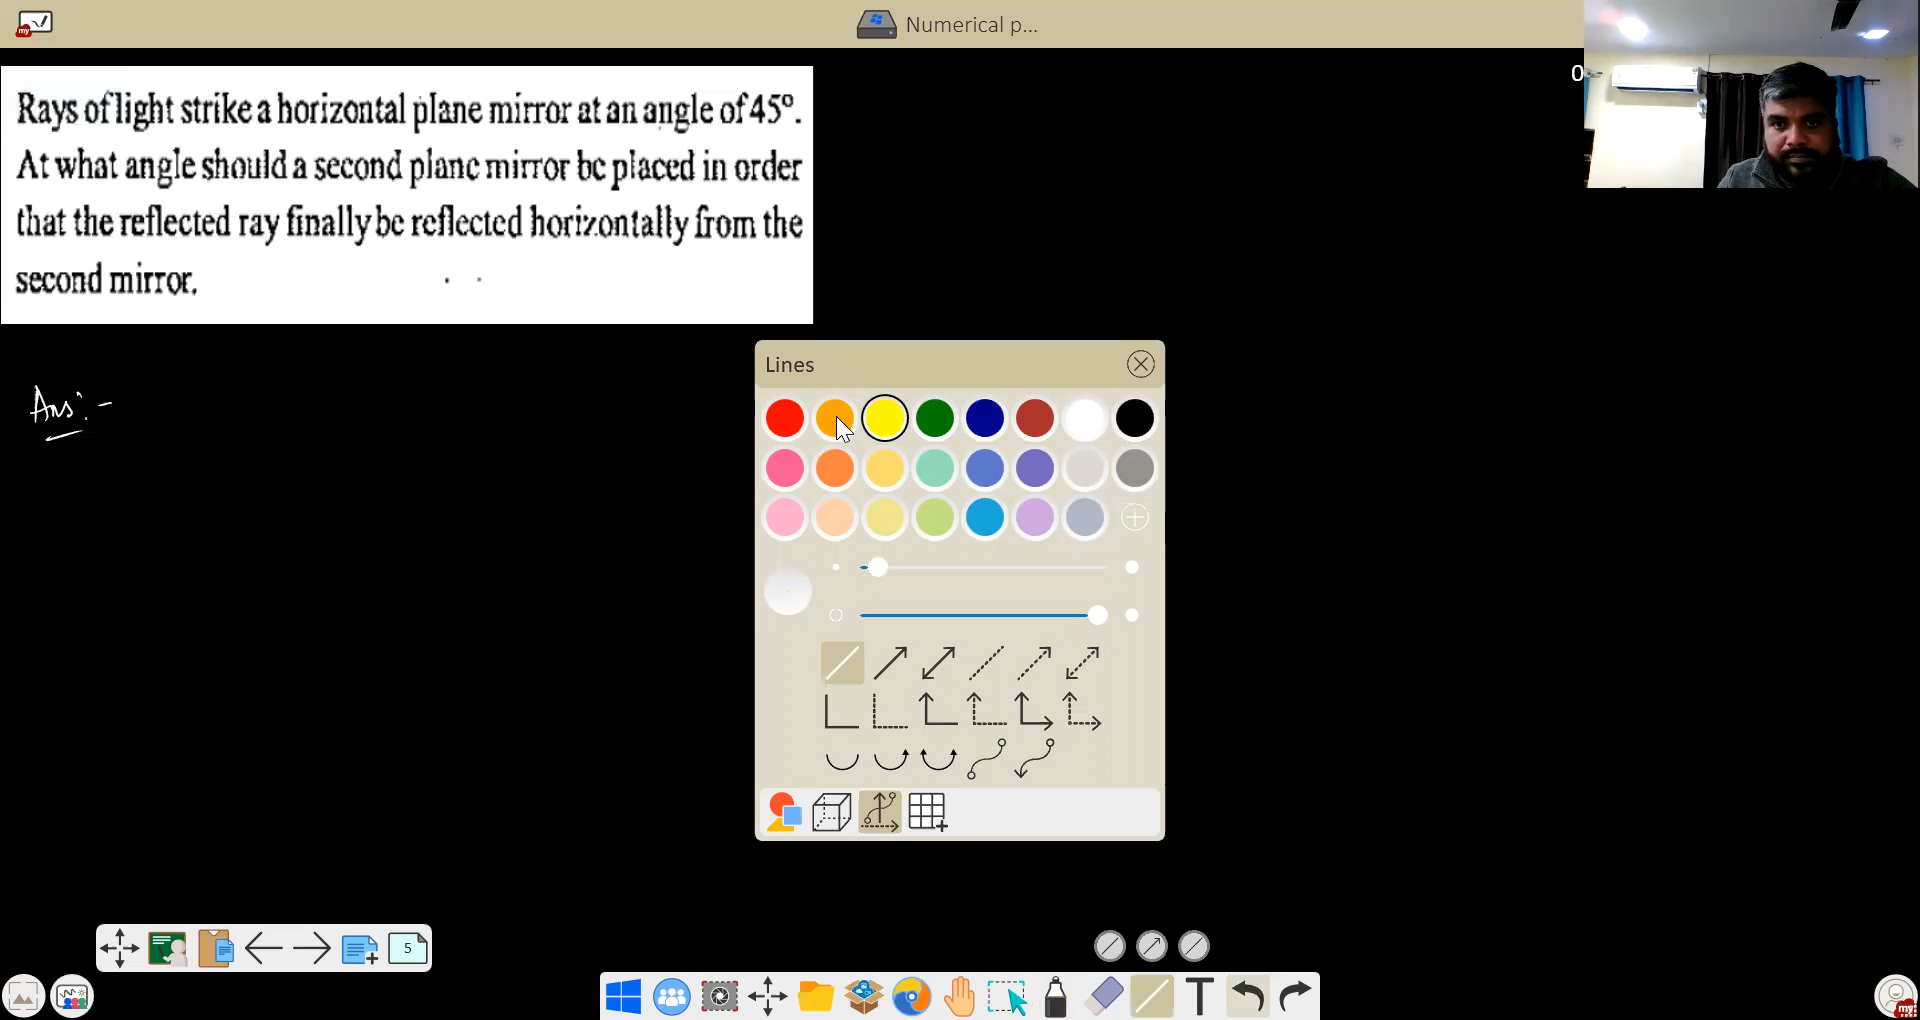 Numerical p...
Rays of light strike a horizontal plane mirror at an angle of 45°.
At what angle should a second plane mirror be placed in order
that the reflected ray finally be reflected horizontally from the
second mirror.
Ans:-
Lines
5
T
my
my